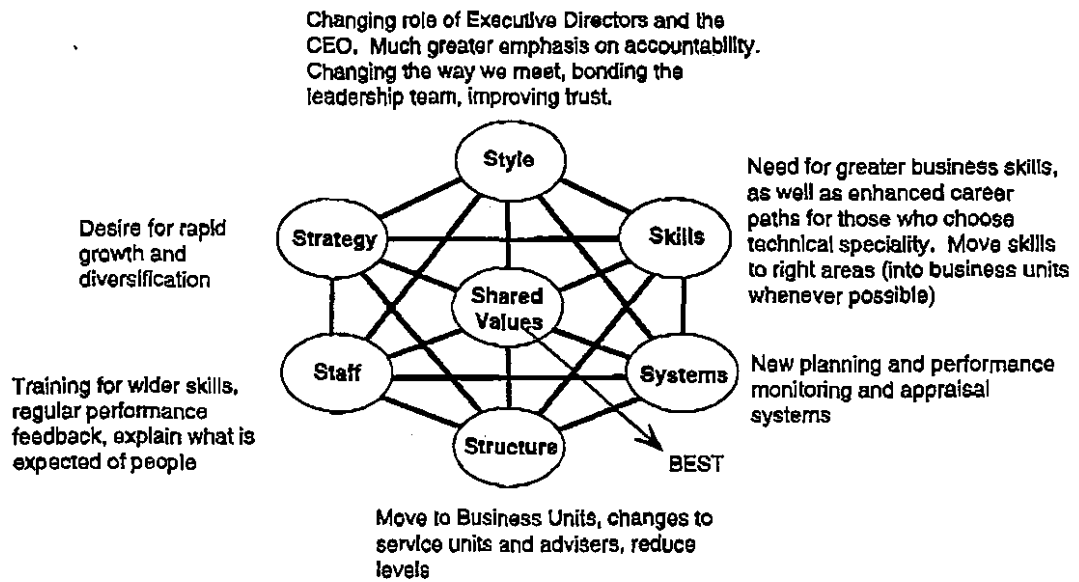 Changing role of Executive Directors and the
CEO. Much greater emphasis on accountability.
Changing the way we meet, bonding the
leadership team, improving trust.
Style
Need for greater business skills,
as well as enhanced career
paths for those who choose
technical speciality. Move skills
to right areas (into business units
whenever possible)
Desire for rapid
growth and
diversification
Strategy
Skills
Shared
Values
Staff
Systems
Training for wider skills,
regular performance
feedback, explain what is
expected of people
New planning and performance
monitoring and appraisal
systems
Structure
BEST
Move to Business Units, changes to
service units and advisers, reduce
levels